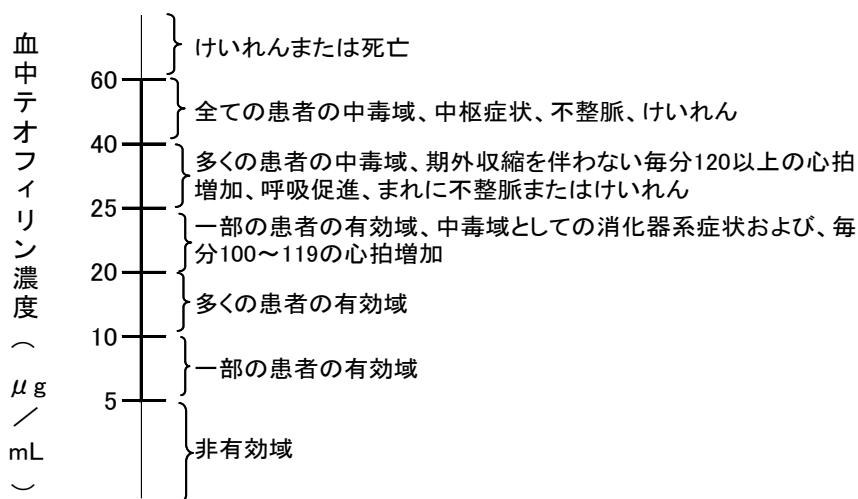 血中テオフィリン濃度（μg／mL）
けいれんまたは死亡
60
全ての患者の中毒域、中枢症状、不整脈、けいれん
40
多くの患者の中毒域、期外収縮を伴わない毎分120以上の心拍
増加、呼吸促進、まれに不整脈またはけいれん
25
一部の患者の有効域、中毒域としての消化器系症状および、毎
分100～119の心拍増加
20
多くの患者の有効域
10
一部の患者の有効域
5
非有効域